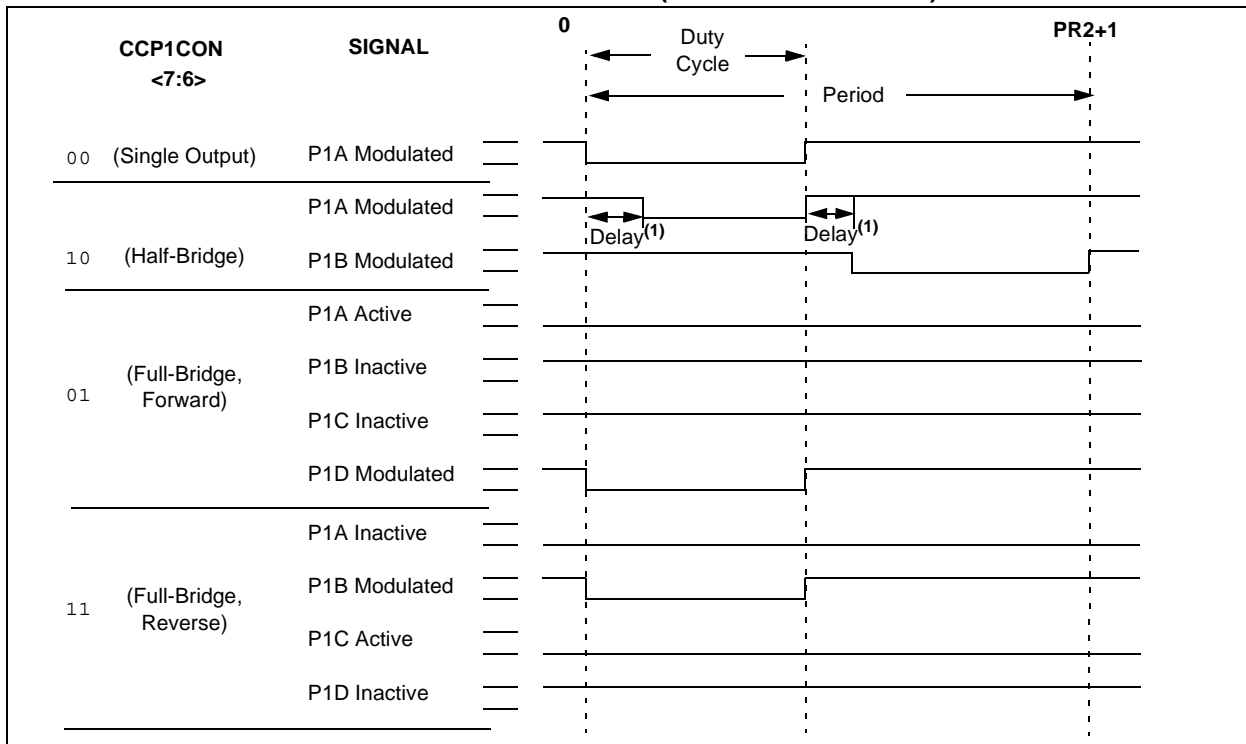 CCP1CON
<7:6>
SIGNAL
0
Duty
Cycle
PR2+1
Period
00 (Single Output) P1A Modulated
P1A Modulated
Delay(1) Delay(1)
10 (Half-Bridge) P1B Modulated
P1A Active
P1B Inactive
01 (Full-Bridge,
Forward)
P1C Inactive
P1D Modulated
P1A Inactive
P1B Modulated
11 (Full-Bridge,
Reverse)
P1C Active
P1D Inactive